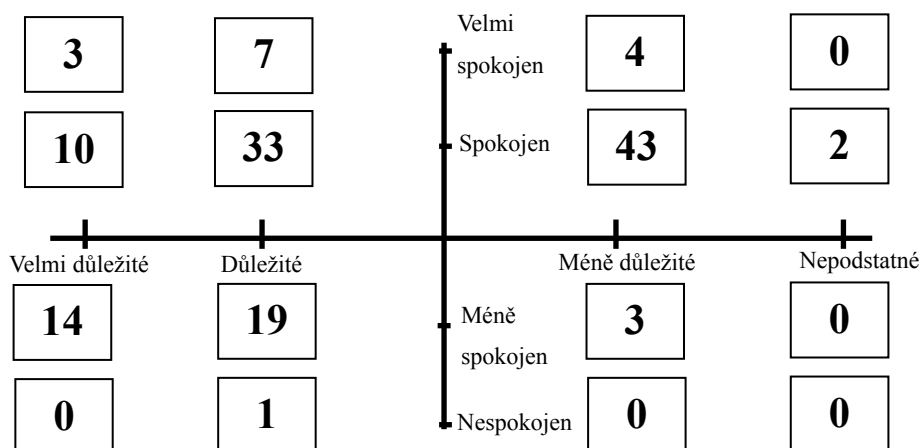 Velmi
3 7 spokojen 4 0
10 33 Spokojen 43 2
Velmi důležité Důležité Méně důležité Nepodstatné
14 19 Méně 3 0
spokojen
0 1 Nespokojen 0 0